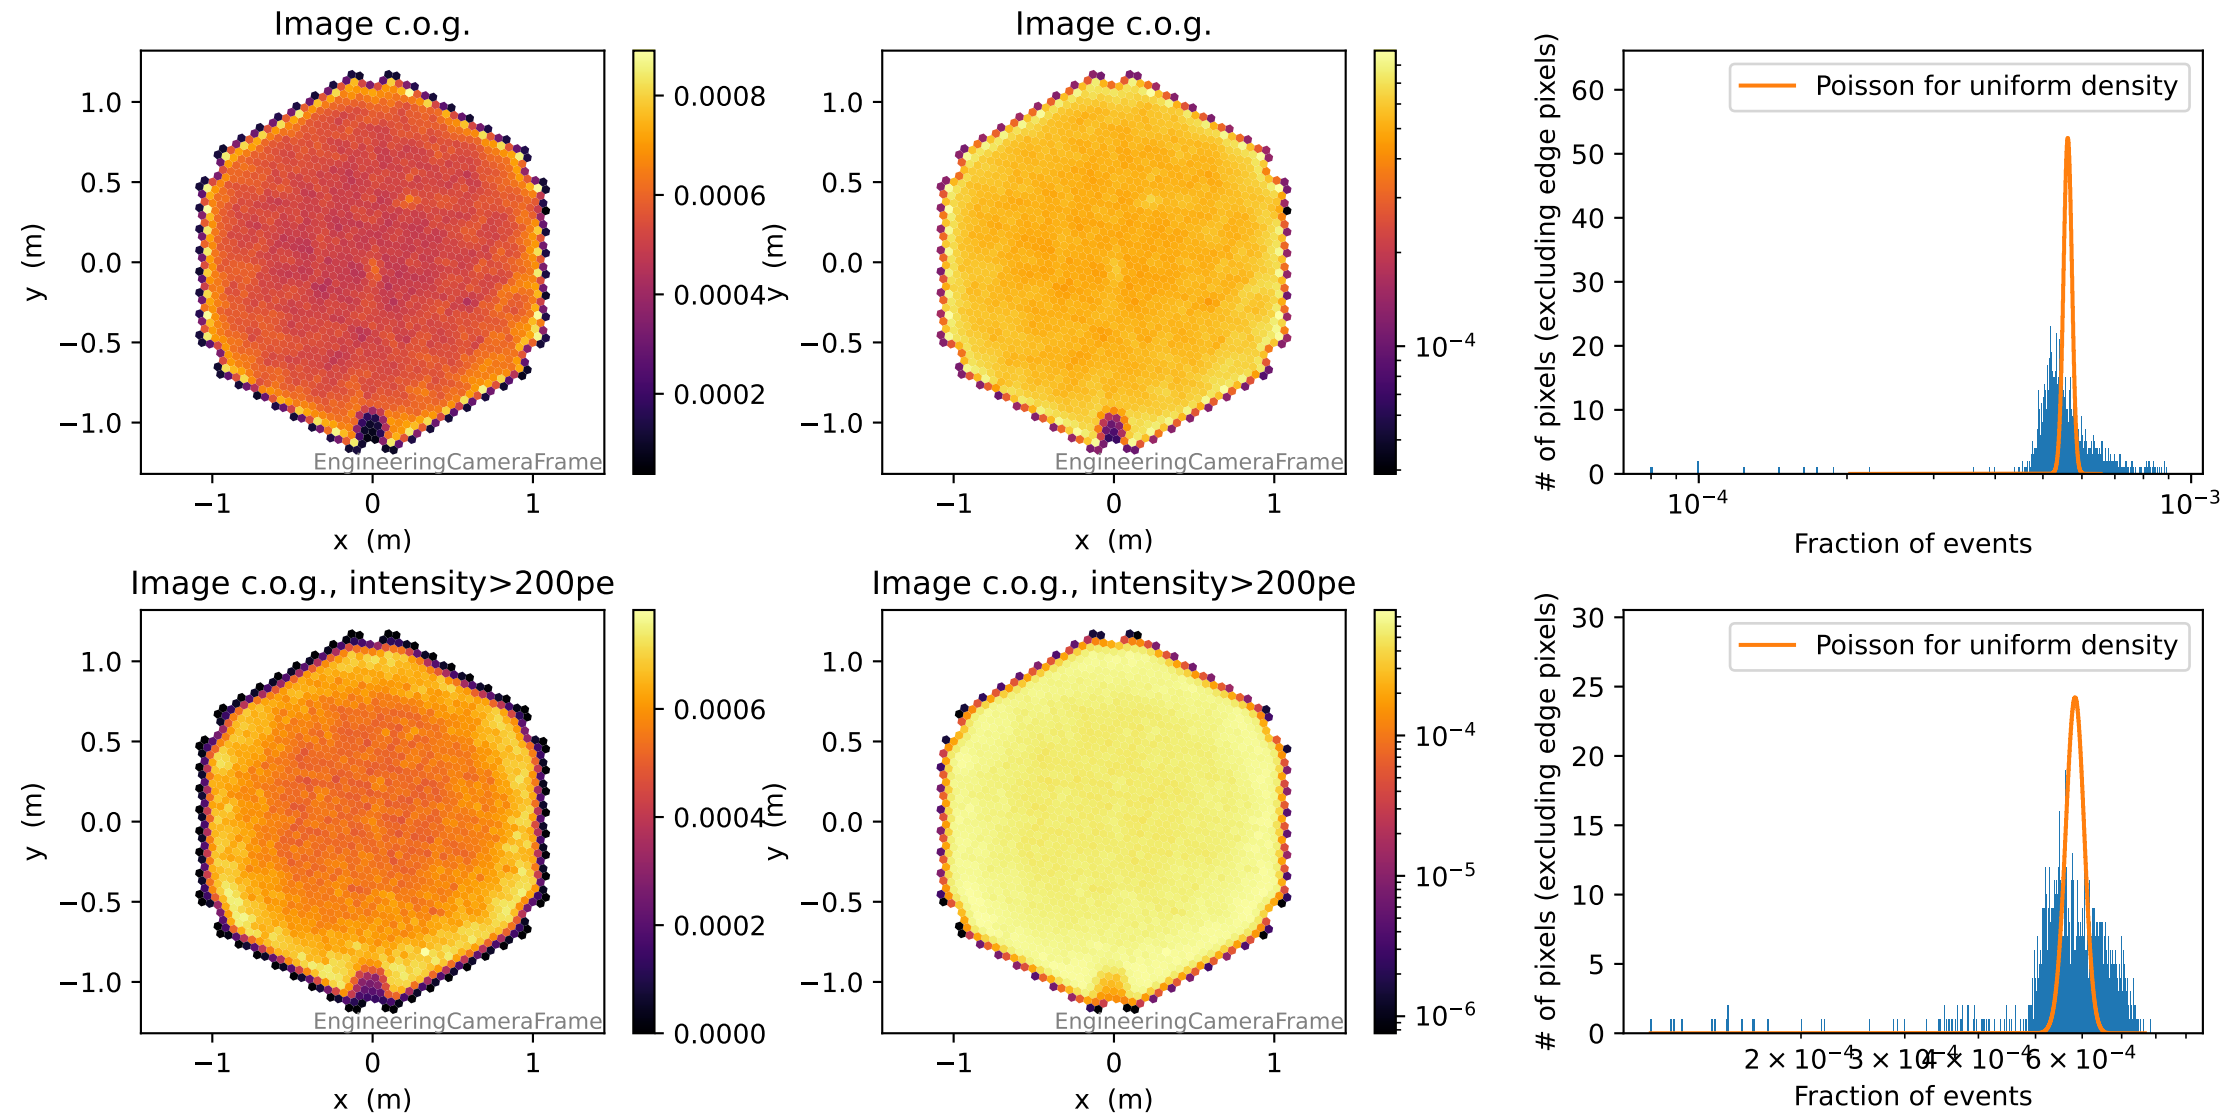 Image c.o.g.
1.0
0.5
0.0
−0.5
−1.0
y (m)
−1
0
1
x (m)
EngineeringCameraFrame
0.0008
0.0006
0.0004
0.0002
Image c.o.g.
1.0
0.5
0.0
−0.5
−1.0
y (m)
−1
0
1
x (m)
EngineeringCameraFrame
10⁻⁴
Poisson for uniform density
60
50
40
30
20
10
0
# of pixels (excluding edge pixels)
10⁻⁴
10⁻³
Fraction of events
Image c.o.g., intensity>200pe
1.0
0.5
0.0
−0.5
−1.0
y (m)
−1
0
1
x (m)
EngineeringCameraFrame
0.0006
0.0004
0.0002
0.0000
Image c.o.g., intensity>200pe
1.0
0.5
0.0
−0.5
−1.0
y (m)
−1
0
1
x (m)
EngineeringCameraFrame
10⁻⁴
10⁻⁵
10⁻⁶
Poisson for uniform density
30
25
20
15
10
5
0
# of pixels (excluding edge pixels)
2 × 10⁻⁴
3 × 10⁻⁴
4 × 10⁻⁴
6 × 10⁻⁴
Fraction of events